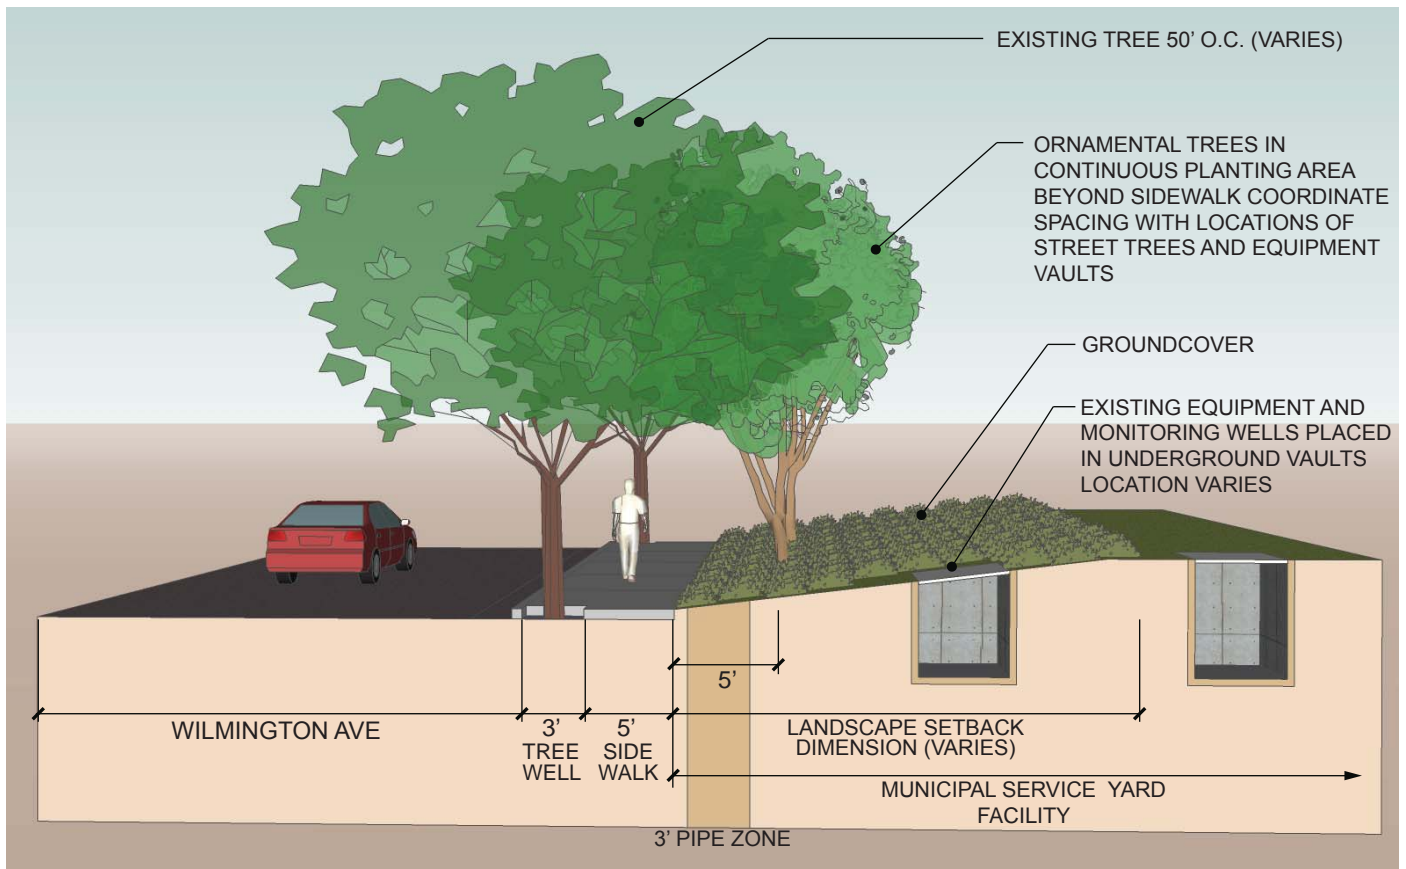 EXISTING TREE 50’ O.C. (VARIES)
ORNAMENTAL TREES IN
CONTINUOUS PLANTING AREA
BEYOND SIDEWALK COORDINATE
SPACING WITH LOCATIONS OF
STREET TREES AND EQUIPMENT
VAULTS
GROUNDCOVER
EXISTING EQUIPMENT AND
MONITORING WELLS PLACED
IN UNDERGROUND VAULTS
LOCATION VARIES
5’
WILMINGTON AVE
3’
TREE
WELL
5’
SIDE
WALK
LANDSCAPE SETBACK
DIMENSION (VARIES)
MUNICIPAL SERVICE YARD
FACILITY
3’ PIPE ZONE